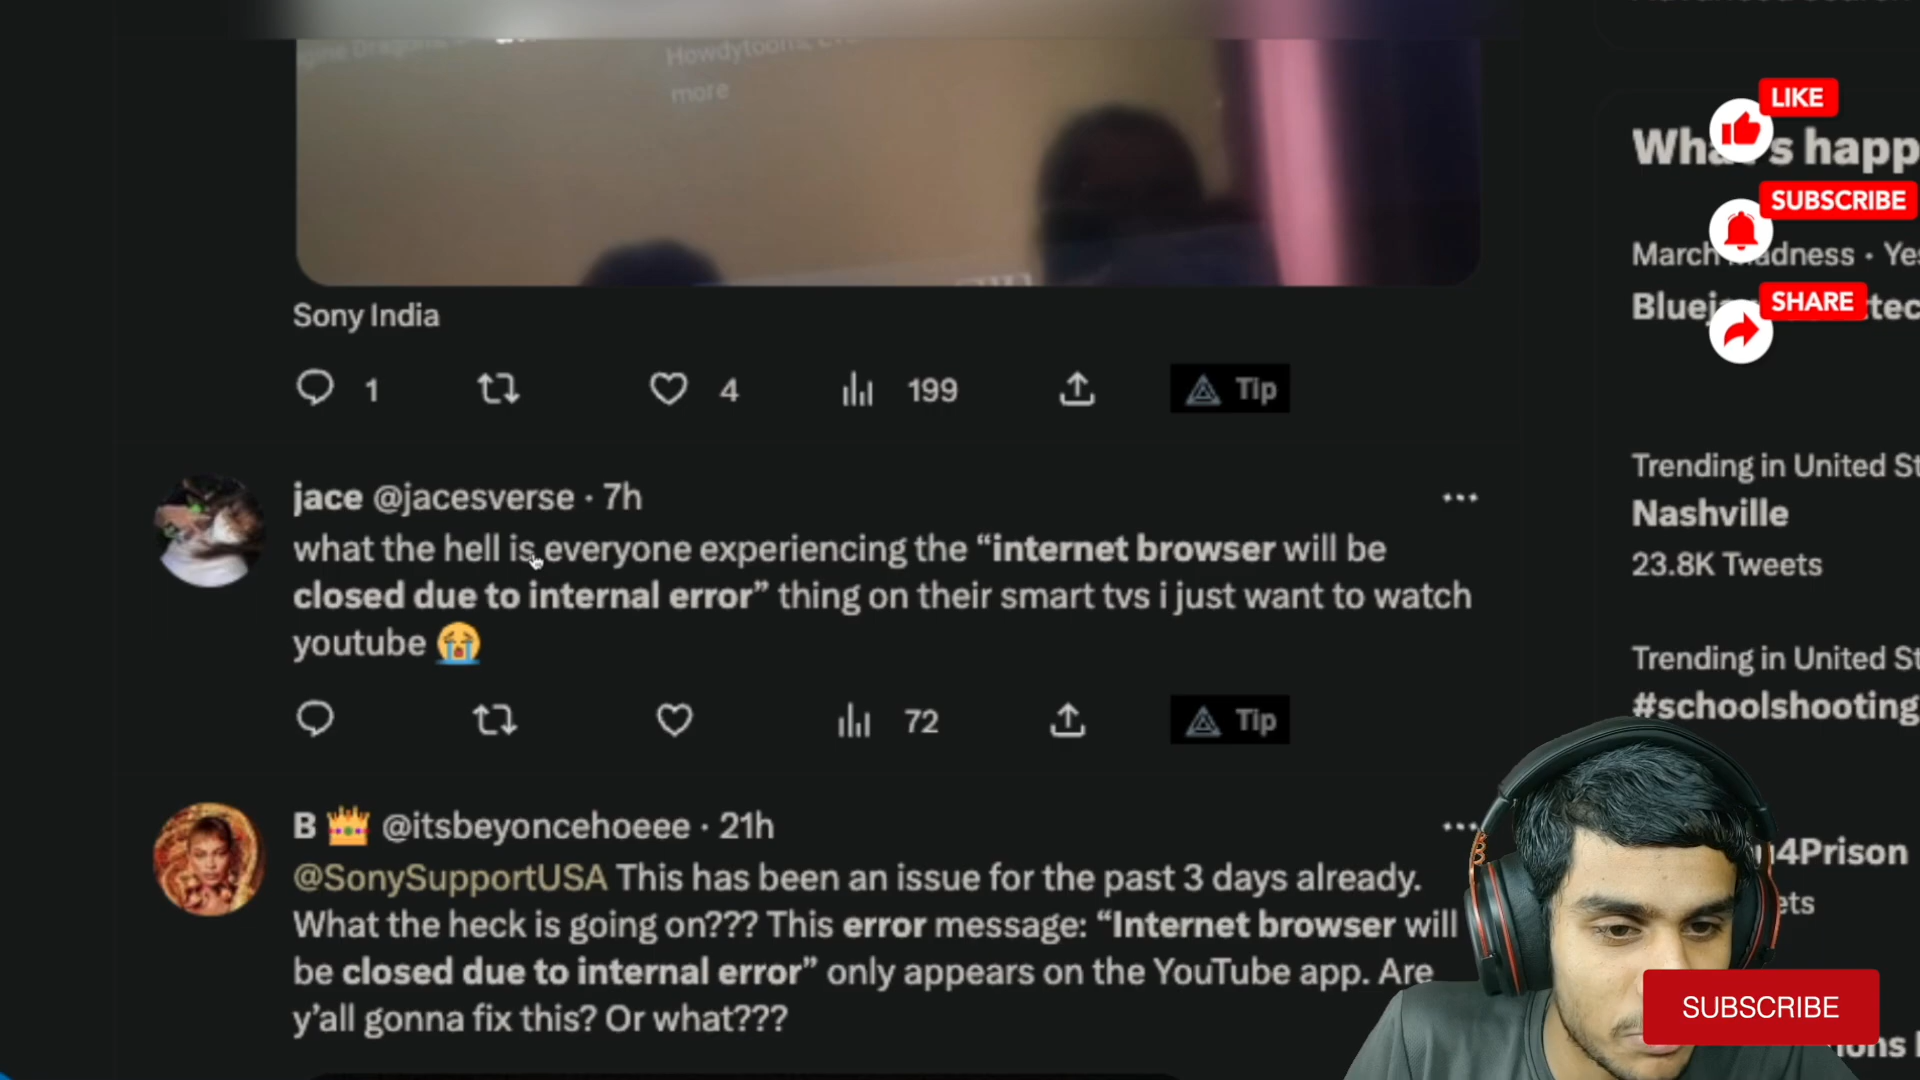 Howdytoons,
more
LIKE
What's happ
SUBSCRIBE
March Madness · Yes
SHARE
Sony India
1
4
199
Tip
Trending in United St
Nashville
23.8K Tweets
jace @jacesverse · 7h
what the hell is everyone experiencing the “internet browser will be
closed due to internal error” thing on their smart tvs i just want to watch
youtube 😭
72
Tip
Trending in United St
#schoolshooting
B 👑 @itsbeyoncehoeee · 21h
@SonySupportUSA This has been an issue for the past 3 days already.
What the heck is going on??? This error message: “Internet browser will
be closed due to internal error” only appears on the YouTube app. Are
y’all gonna fix this? Or what???
4Prison
ets
SUBSCRIBE